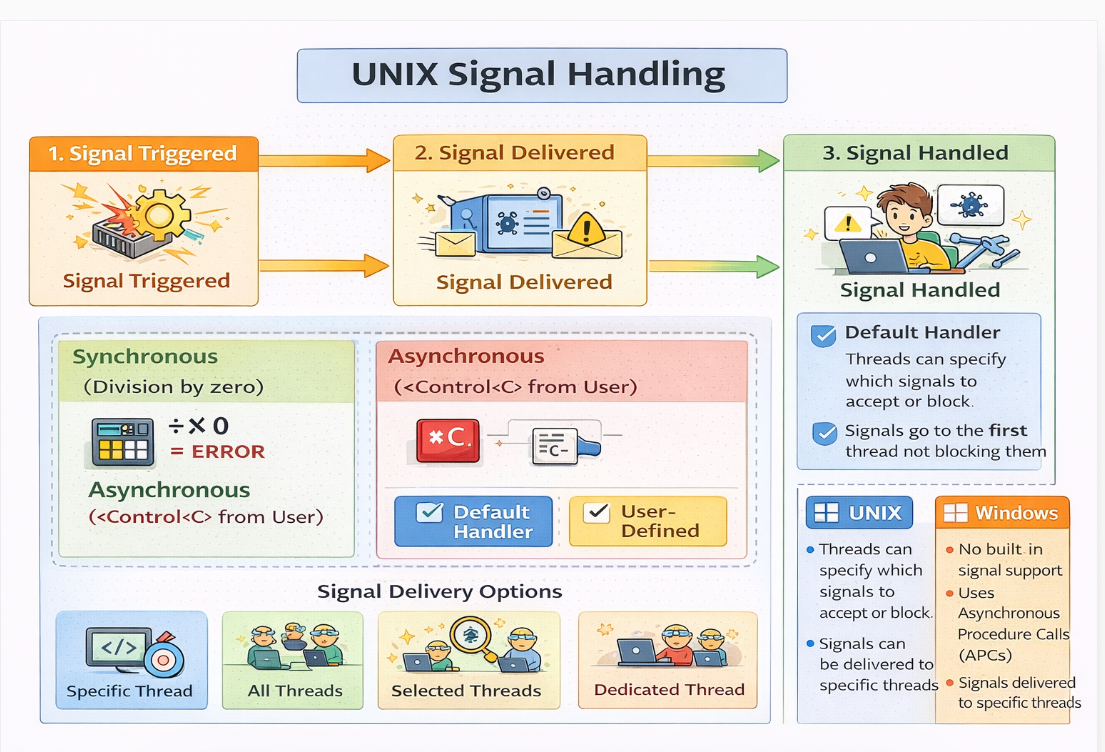 UNIX Signal Handling
1. Signal Triggered
Signal Triggered
2. Signal Delivered
Signal Delivered
3. Signal Handled
Signal Handled
Default Handler
Threads can specify
which signals to
accept or block.
Signals go to the first
thread not blocking them
Synchronous
(Division by zero)
÷× 0
= ERROR
Asynchronous
(<Control<C> from User)
Asynchronous
(<Control<C> from User)
*C.
-C-
Default
Handler
User-
Defined
Signal Delivery Options
</>
Specific Thread
All Threads
Selected Threads
Dedicated Thread
UNIX
• Threads can
specify which
signals to
accept or block.
• Signals can
be delivered to
specific threads
Windows
• No built. in
signal support
• Uses
Asynchronous
Procedure Calls
(APCs)
• Signals delivered
to specific threads